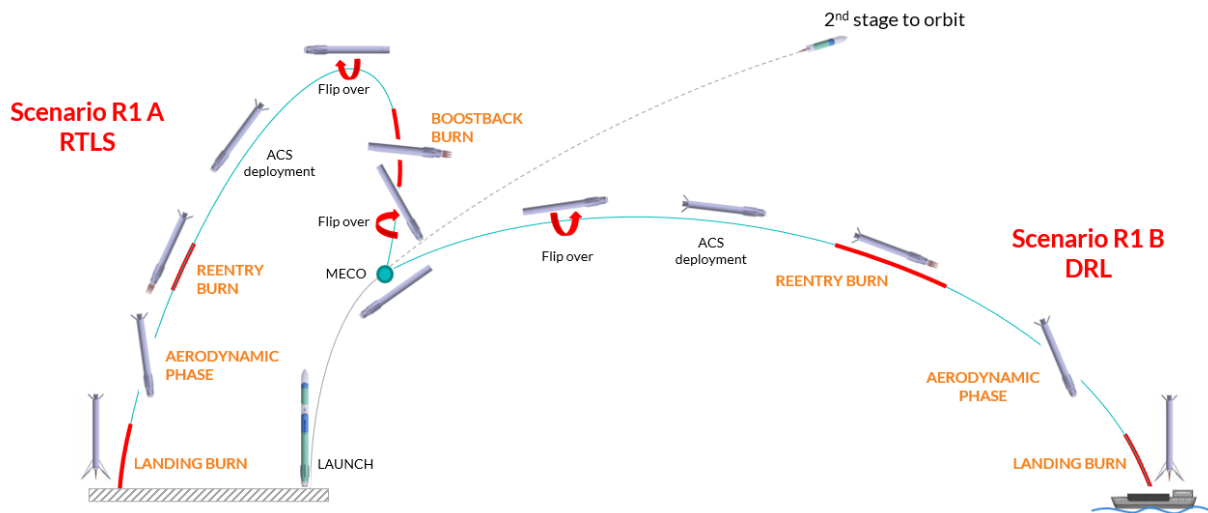 2nd stage to orbit
Scenario R1 A
RTLS
Flip over
BOOSTBACK
BURN
ACS
deployment
Flip over
MECO
REENTRY
BURN
AERODYNAMIC
PHASE
LANDING BURN
LAUNCH
Flip over
ACS
deployment
Scenario R1 B
DRL
REENTRY BURN
AERODYNAMIC
PHASE
LANDING BURN